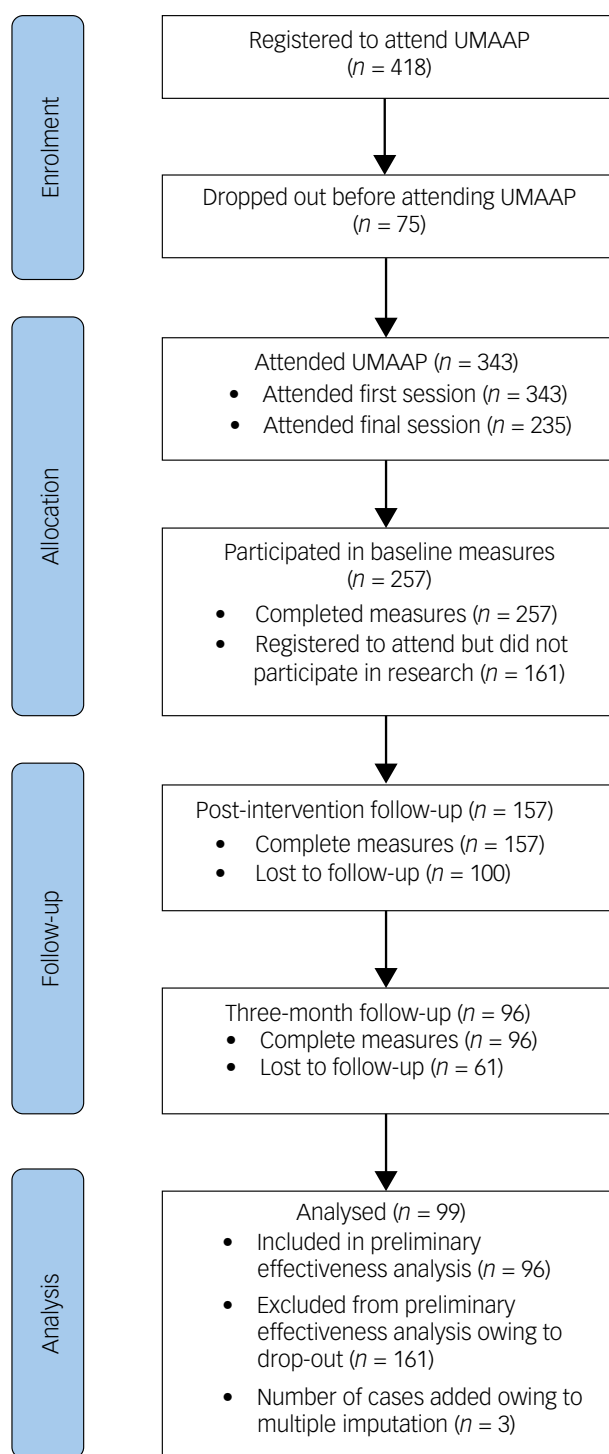 Enrolment
Registered to attend UMAAP
(n = 418)
Dropped out before attending UMAAP
(n = 75)
Allocation
Attended UMAAP (n = 343)
• Attended first session (n = 343)
• Attended final session (n = 235)
Participated in baseline measures
(n = 257)
• Completed measures (n = 257)
• Registered to attend but did not
participate in research (n = 161)
Follow-up
Post-intervention follow-up (n = 157)
• Complete measures (n = 157)
• Lost to follow-up (n = 100)
Three-month follow-up (n = 96)
• Complete measures (n = 96)
• Lost to follow-up (n = 61)
Analysis
Analysed (n = 99)
• Included in preliminary
effectiveness analysis (n = 96)
• Excluded from preliminary
effectiveness analysis owing to
drop-out (n = 161)
• Number of cases added owing to
multiple imputation (n = 3)